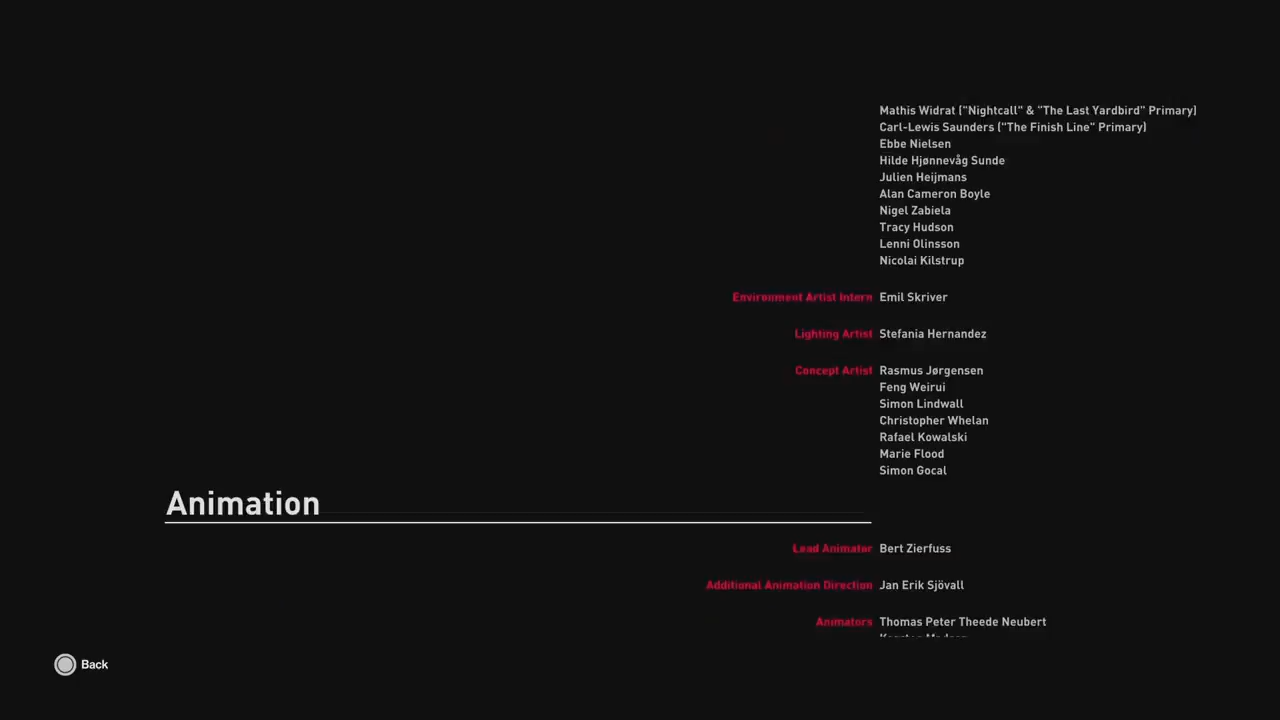 Mathis Widrat ("Nightcall" & "The Last Yardbird" Primary)
Carl-Lewis Saunders ("The Finish Line" Primary)
Ebbe Nielsen
Hilde Hjønnevåg Sunde
Julien Heijmans
Alan Cameron Boyle
Nigel Zabiela
Tracy Hudson
Lenni Olinsson
Nicolai Kilstrup
Environment Artist Intern Emil Skriver
Lighting Artist Stefania Hernandez
Concept Artist Rasmus Jørgensen
Feng Weirui
Simon Lindwall
Christopher Whelan
Rafael Kowalski
Marie Flood
Simon Gocal
Animation
Lead Animator Bert Zierfuss
Additional Animation Direction Jan Erik Sjövall
Animators Thomas Peter Theede Neubert
Back